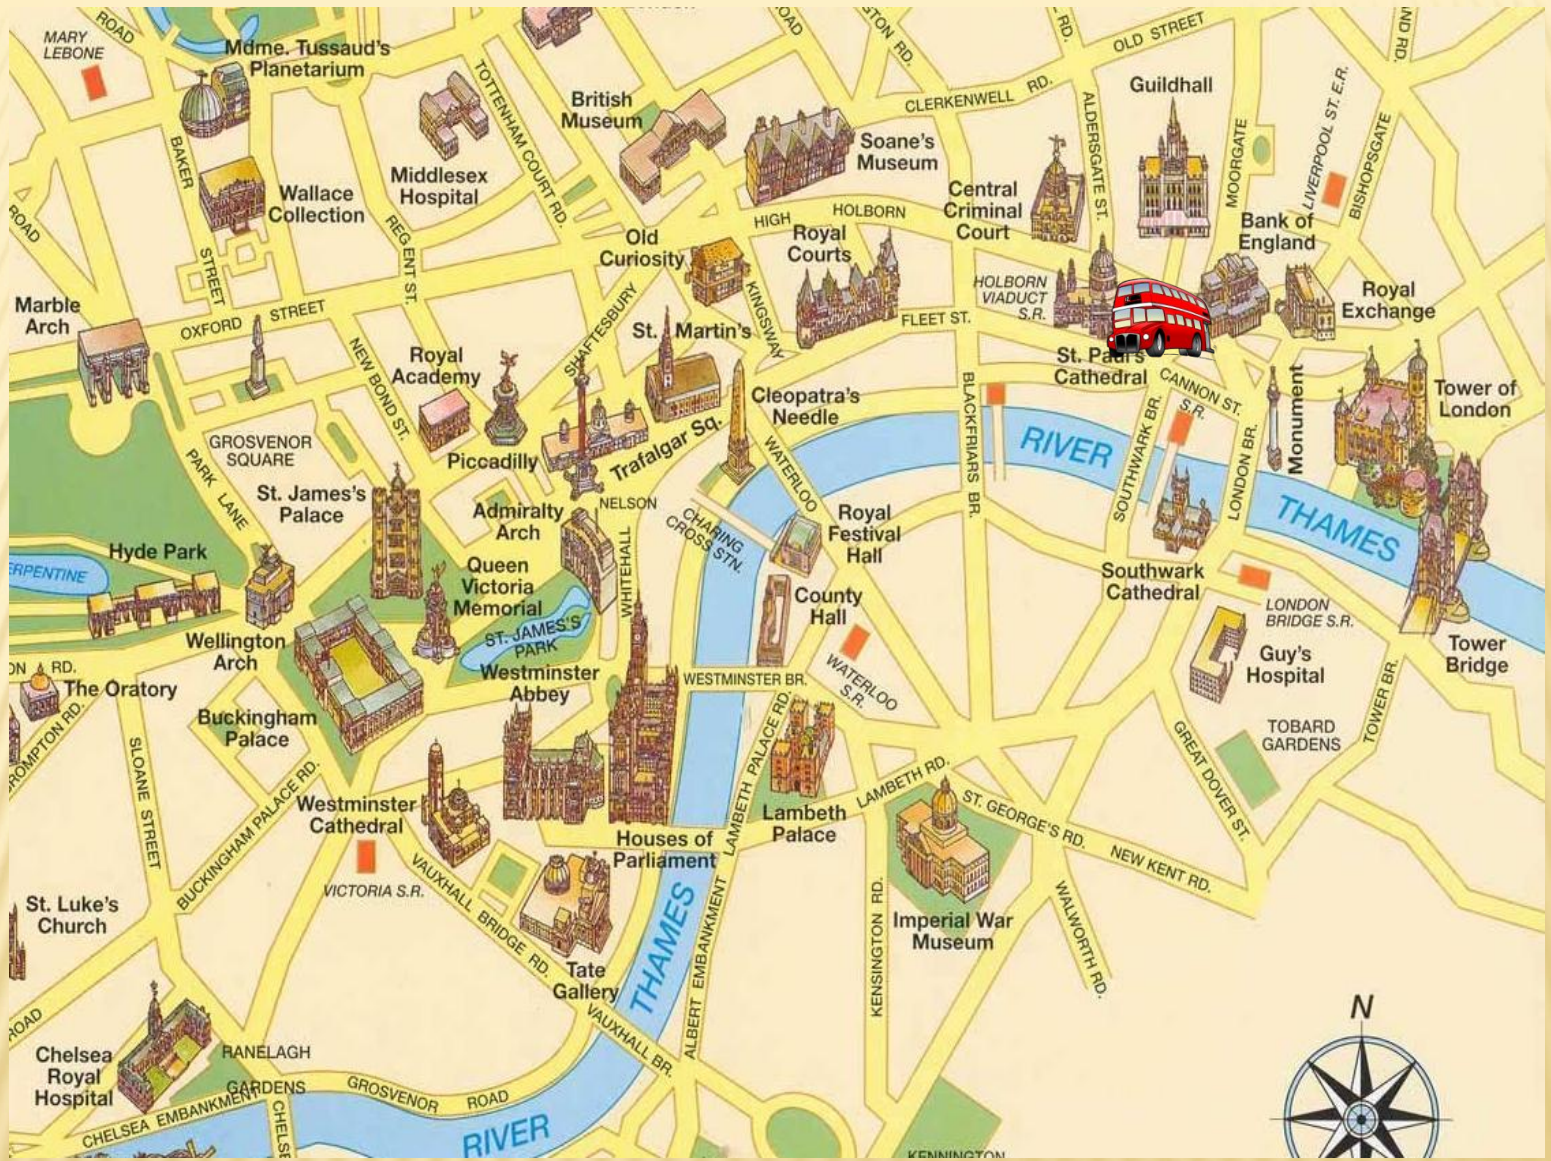 ROAD
MARY
LEBONE
Mdme. Tussaud's
Planetarium
TOTTENHAM COURT RD.
British
Museum
ROAD
RD.
OLD STREET
CLERKENWELL RD.
Guildhall
LIVERPOOL ST. E.R.
ALDERSGATE ST.
MOORGATE
BISHOPSGATE
BAKER
STREET
Middlesex
Hospital
Soane's
Museum
Wallace
Collection
Central
Criminal
Court
HIGH HOLBORN
ROAD
REGENT ST.
Old
Curiosity
Royal
Courts
Bank of
England
Marble
Arch
OXFORD STREET
SHAFTESBURY
KINGSWAY
HOLBORN
VIADUCT
S.R.
Royal
Exchange
FLEET ST.
St. Martin's
NEW BOND ST.
Royal
Academy
St. Paul's
Cathedral
CANNON ST.
S.R.
Monument
Tower of
London
Cleopatra's
Needle
BLACKFRIARS BR.
RIVER
SOUTHWARK BR.
LONDON BR.
GROSVENOR
SQUARE
Piccadilly
Trafalgar Sq.
WATERLOO
PARK LANE
St. James's
Palace
NELSON
Admiralty
Arch
CHARING
CROSS STN.
Royal
Festival
Hall
THAMES
Hyde Park
ERPENTINE
Queen
Victoria
Memorial
WHITEHALL
County
Hall
Southwark
Cathedral
LONDON
BRIDGE S.R.
ST. JAMES'S
PARK
Wellington
Arch
Tower
Bridge
Guy's
Hospital
ON RD.
The Oratory
Westminster
Abbey
WESTMINSTER BR.
WATERLOO
S.R.
TOWER BR.
Buckingham
Palace
LAMBETH PALACE RD.
TOBARD
GARDENS
ROMPTON RD.
SLOANE STREET
BUCKINGHAM PALACE RD.
GREAT DOVER ST.
LAMBETH RD.
Westminster
Cathedral
Lambeth
Palace
ST. GEORGE'S RD.
Houses of
Parliament
NEW KENT RD.
VICTORIA S.R.
VAUXHALL BRIDGE RD.
St. Luke's
Church
THAMES
ALBERT EMBANKMENT
KENSINGTON RD.
Imperial War
Museum
WALWORTH RD.
Tate
Gallery
N
ROAD
VAUXHALL BR.
Chelsea
Royal
Hospital
RANELAGH
GARDENS
GROSVENOR ROAD
CHELSEA EMBANKMENT
CHELSE
RIVER
KENNINGTON